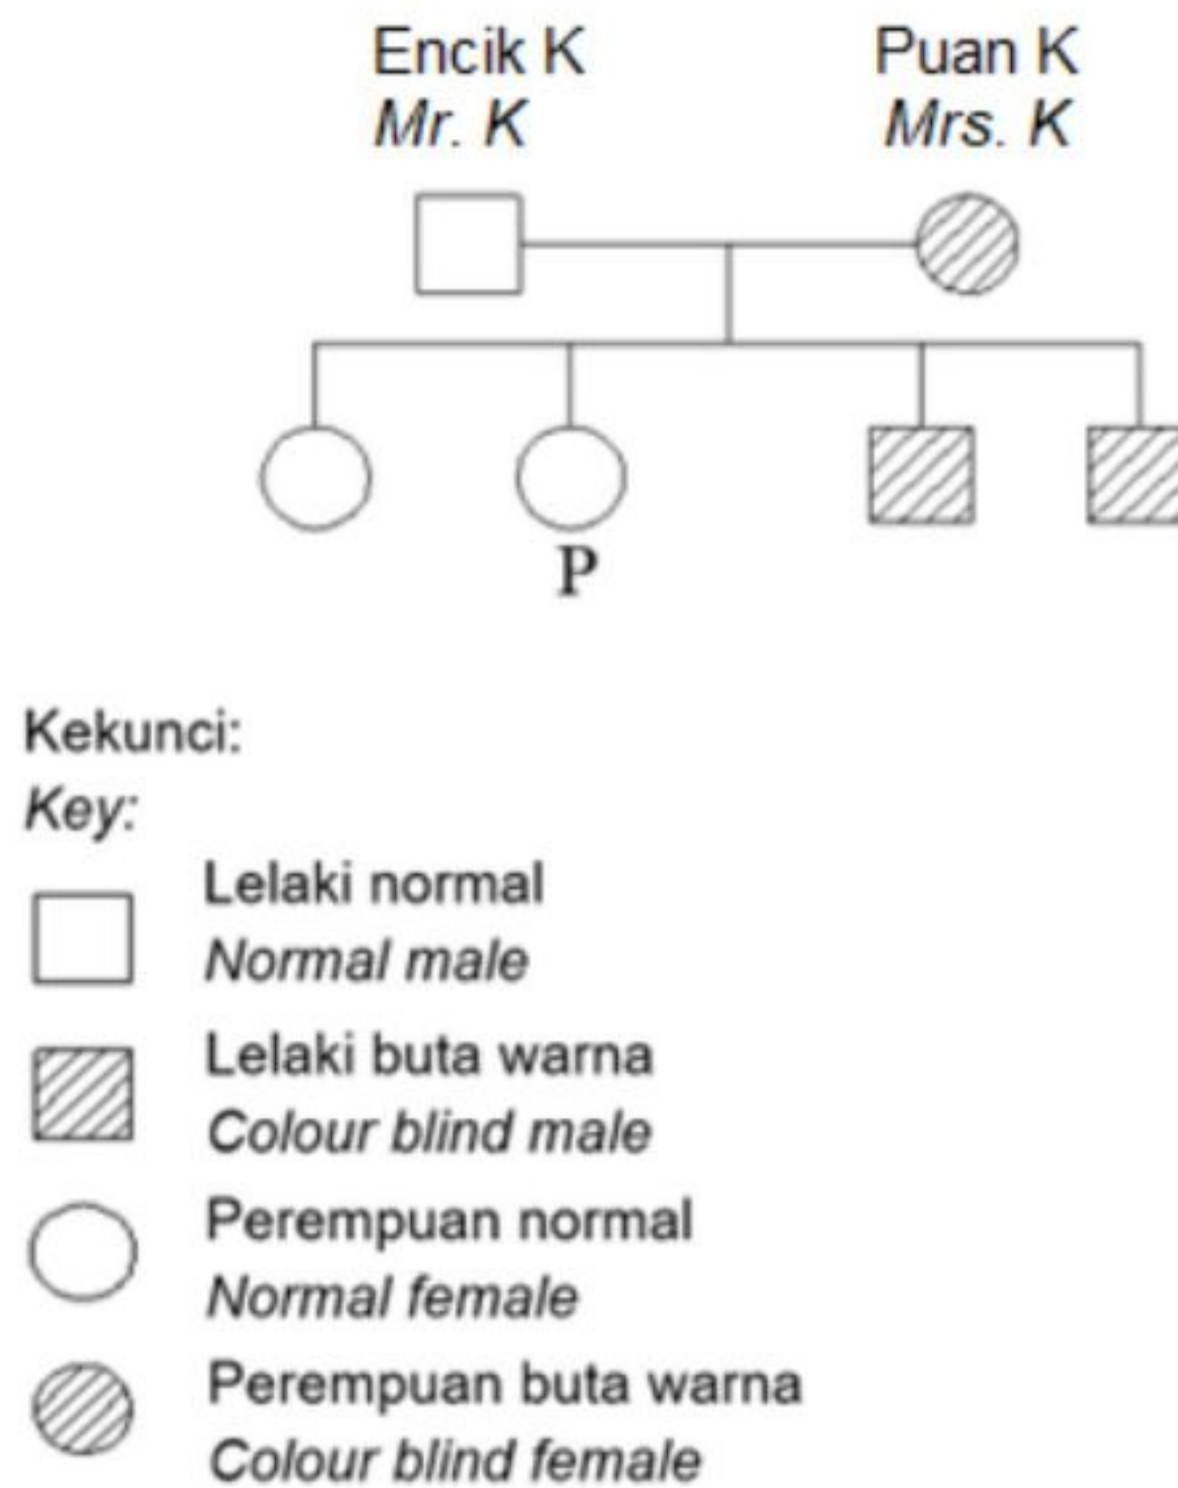 Encik K
Puan K
Mr. K
Mrs. K
P
Kekunci:
Key:
Lelaki normal
Normal male
Lelaki buta warna
Colour blind male
Perempuan normal
Normal female
Perempuan buta warna
Colour blind female